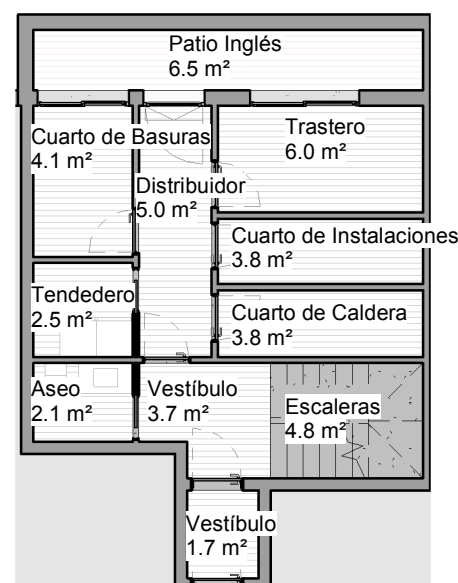 Patio Inglés
6.5 m²
Cuarto de Basuras
4.1 m²
Trastero
6.0 m²
Distribuidor
5.0 m²
Cuarto de Instalaciones
3.8 m²
Tendedero
2.5 m²
Cuarto de Caldera
3.8 m²
Aseo
2.1 m²
Vestíbulo
3.7 m²
Escaleras
4.8 m²
Vestíbulo
1.7 m²